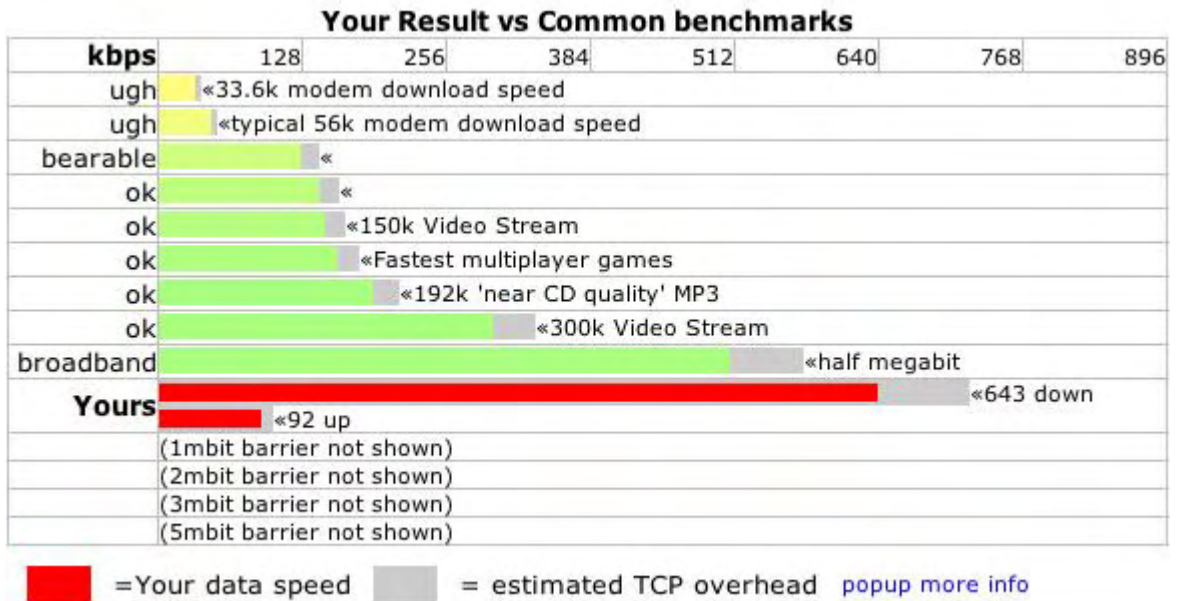 Your Result vs Common benchmarks
kbps 128 256 384 512 640 768 896
ugh «33.6k modem download speed
ugh «typical 56k modem download speed
bearable «
ok «
ok «150k Video Stream
ok «Fastest multiplayer games
ok «192k 'near CD quality' MP3
ok «300k Video Stream
broadband «half megabit
Yours «643 down
«92 up
(1mbit barrier not shown)
(2mbit barrier not shown)
(3mbit barrier not shown)
(5mbit barrier not shown)
=Your data speed = estimated TCP overhead popup more info